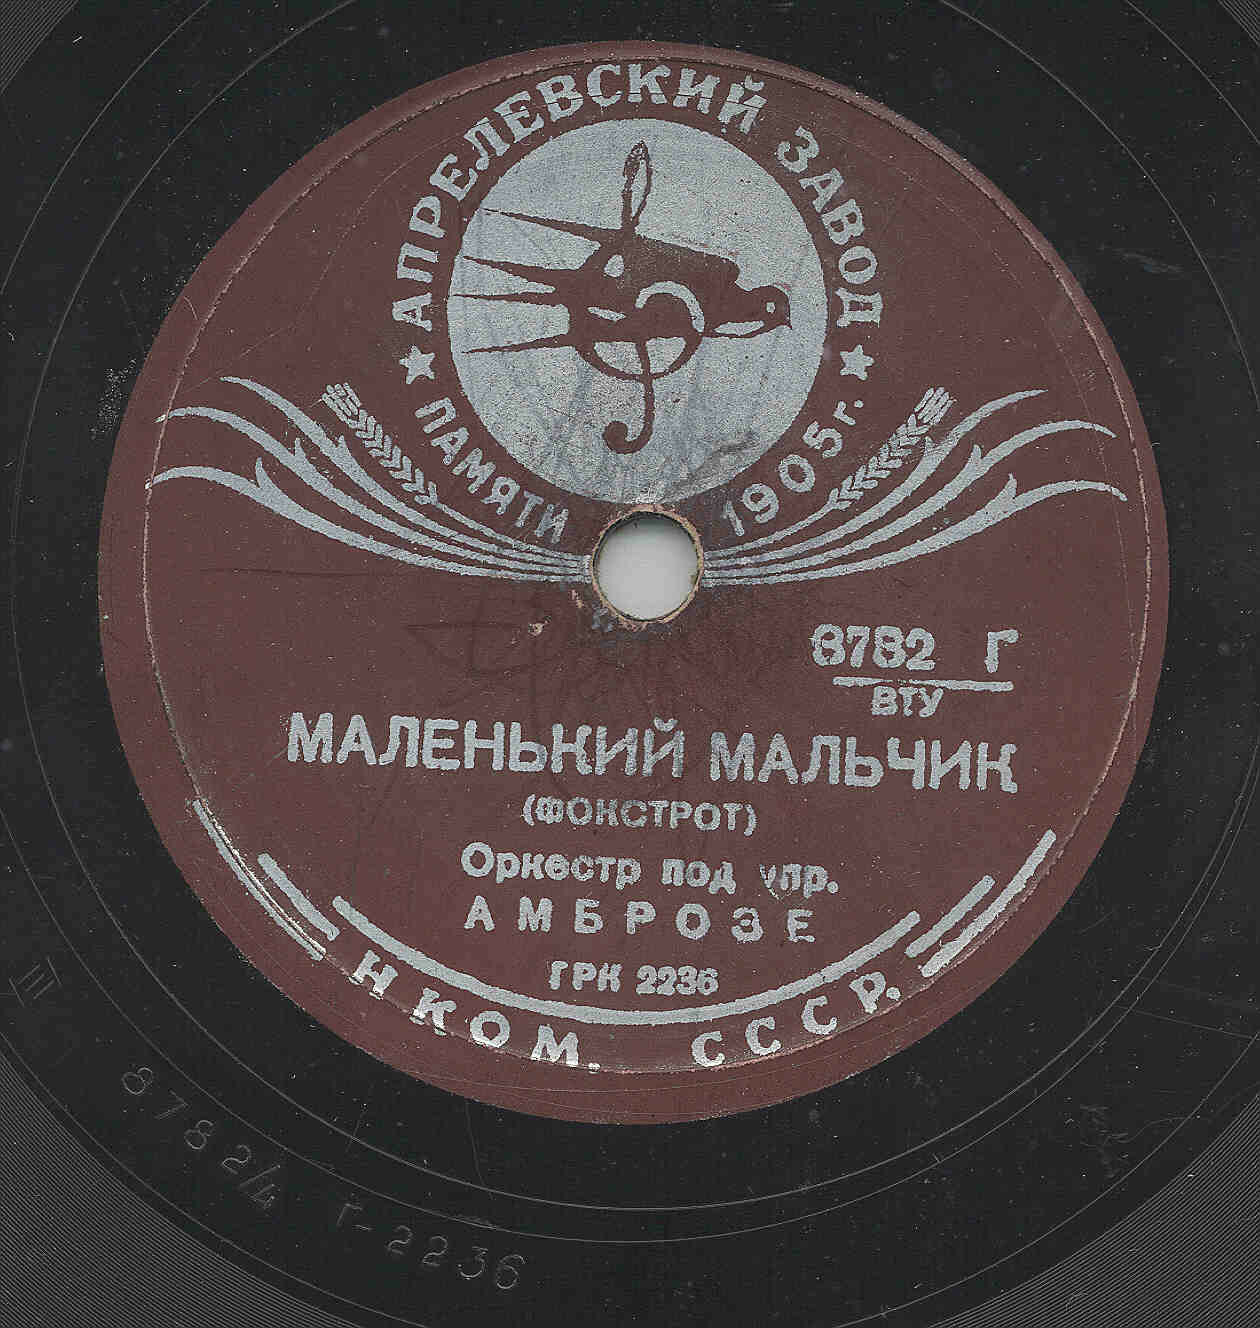 АПРЕЛЕВСКИЙ ЗАВОД
★ ПАМЯТИ 1905 г. ★
8782 Г
ВТУ
МАЛЕНЬКИЙ МАЛЬЧИК
(ФОКСТРОТ)
Оркестр под упр.
АМБРОЗЕ
ГРК 2236
НКОМ. СССР.
III
8782/4 Г-2236